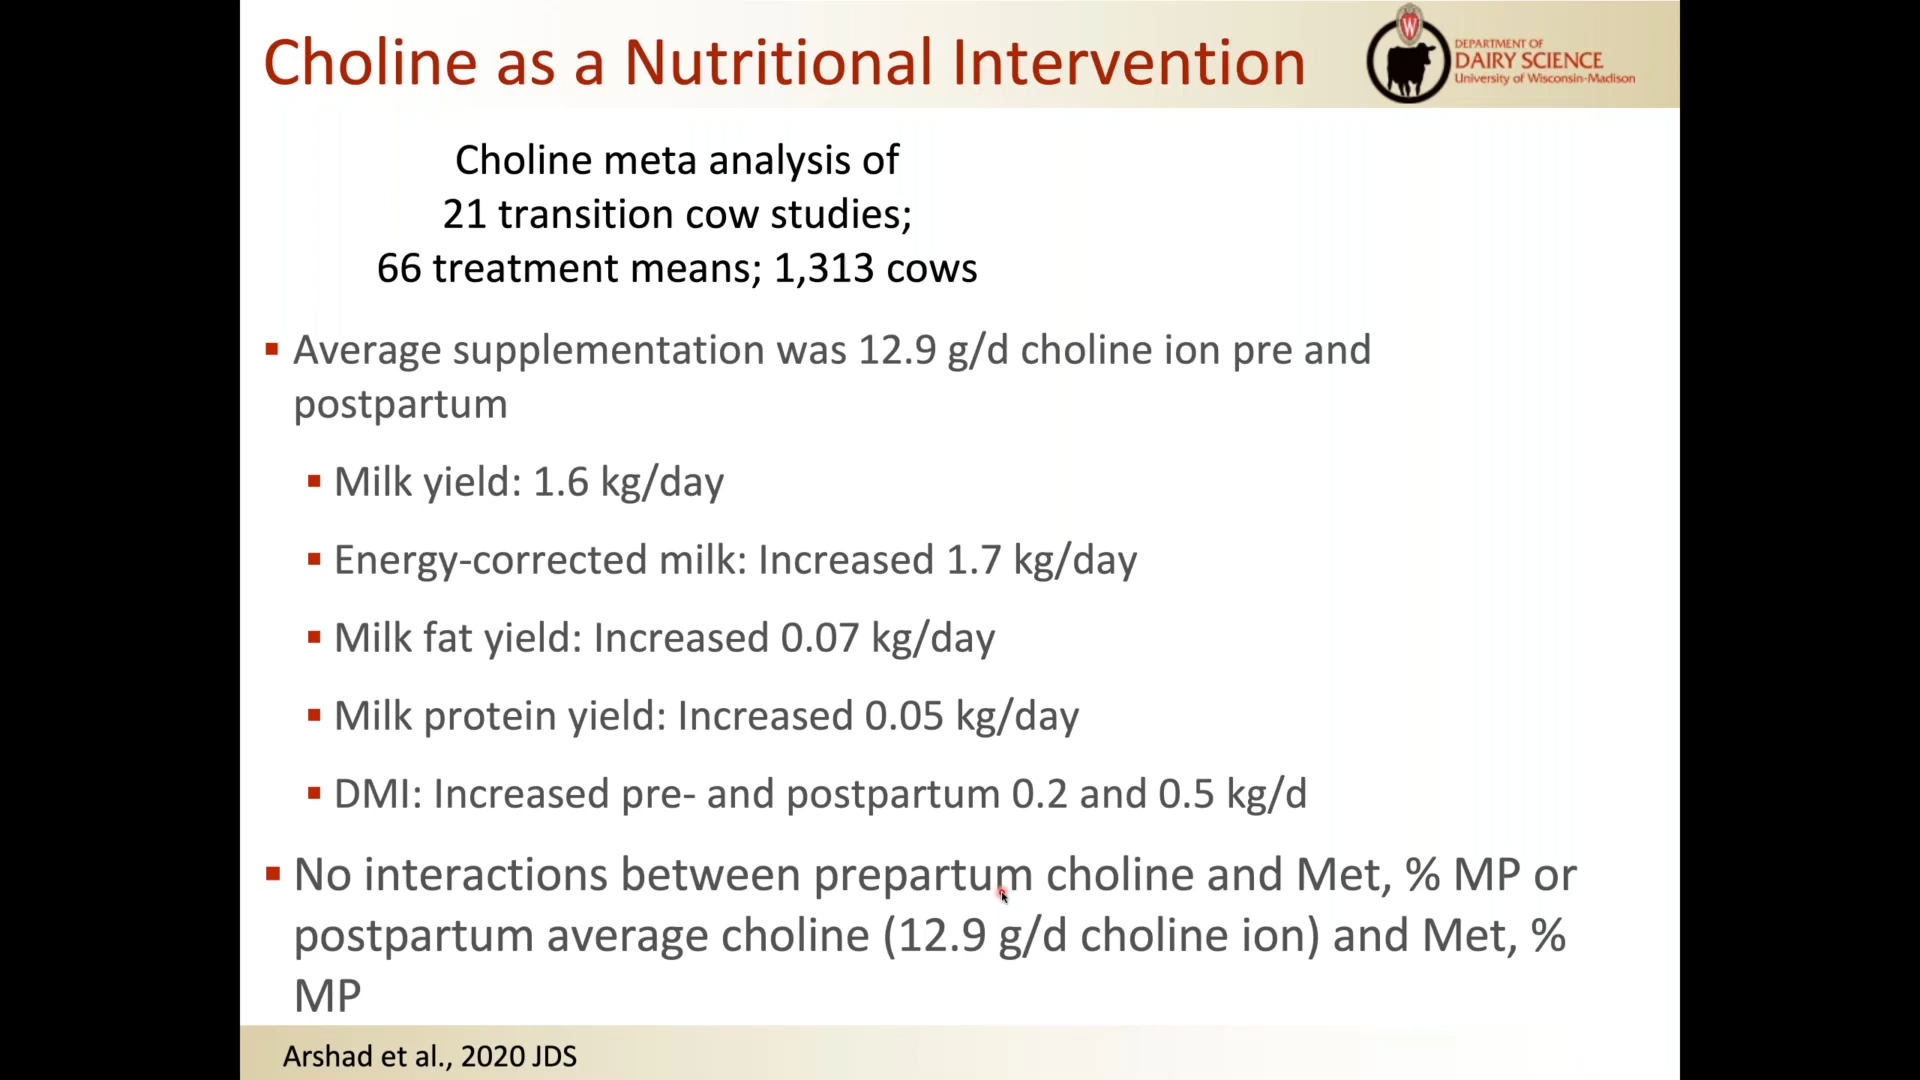 Choline as a Nutritional Intervention
W
DEPARTMENT OF
DAIRY SCIENCE
University of Wisconsin-Madison
Choline meta analysis of
21 transition cow studies;
66 treatment means; 1,313 cows
Average supplementation was 12.9 g/d choline ion pre and
postpartum
Milk yield: 1.6 kg/day
Energy-corrected milk: Increased 1.7 kg/day
Milk fat yield: Increased 0.07 kg/day
Milk protein yield: Increased 0.05 kg/day
DMI: Increased pre- and postpartum 0.2 and 0.5 kg/d
No interactions between prepartum choline and Met, % MP or
postpartum average choline (12.9 g/d choline ion) and Met, %
MP
Arshad et al., 2020 JDS